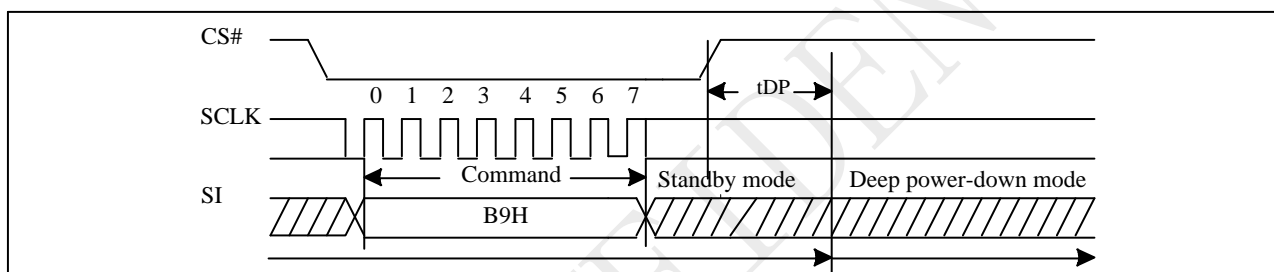 CS#
tDP
0 1 2 3 4 5 6 7
SCLK
Command Standby mode Deep power-down mode
SI
B9H